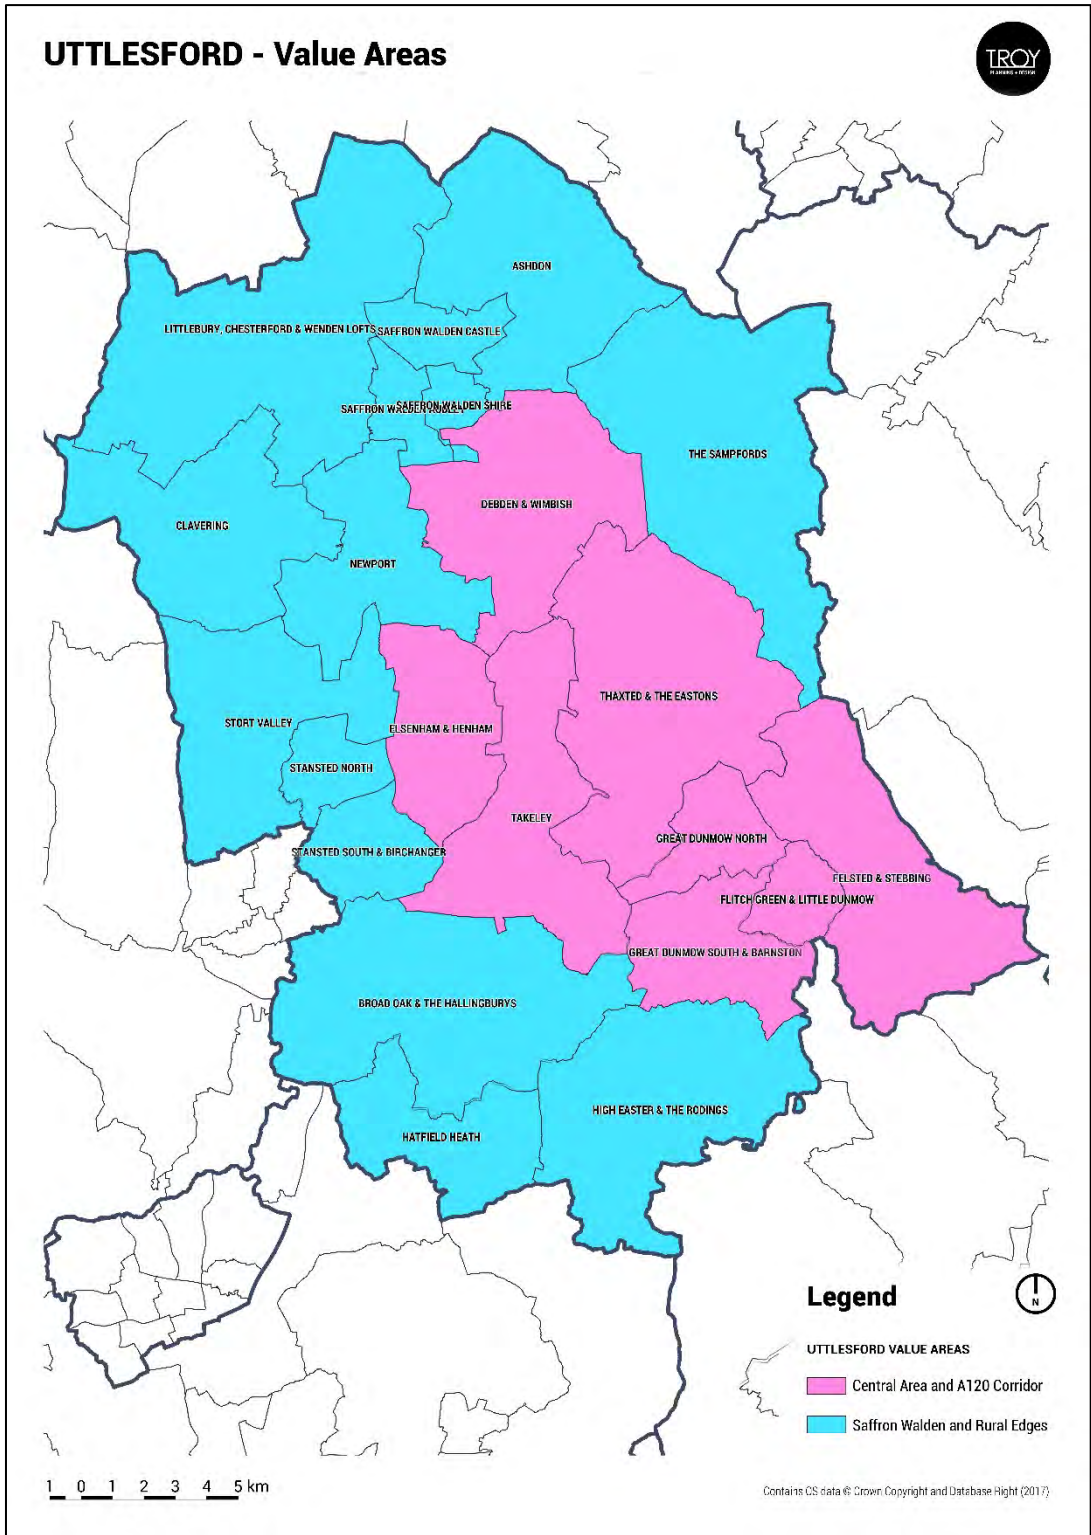 UTTLESFORD - Value Areas
TROY
PLANNING + DESIGN
ASHDON
LITTLEBURY, CHESTERFORD & WENDEN LOFTS
SAFFRON WALDEN CASTLE
SAFFRON WALDEN
SAFFRON WALDEN SHIRE
THE SAMPFORDS
DEBDEN & WIMBISH
CLAVERING
NEWPORT
THAXTED & THE EASTONS
STORT VALLEY
ELSENHAM & HENHAM
STANSTED NORTH
TAKELEY
GREAT DUNMOW NORTH
STANSTED SOUTH & BIRCHANGER
FELSTED & STEBBING
FLITCH GREEN & LITTLE DUNMOW
GREAT DUNMOW SOUTH & BARNSTON
BROAD OAK & THE HALLINGBURYS
HIGH EASTER & THE RODINGS
HATFIELD HEATH
Legend
N
UTTLESFORD VALUE AREAS
Central Area and A120 Corridor
Saffron Walden and Rural Edges
1 0 1 2 3 4 5 km
Contains OS data © Crown Copyright and Database Right (2017)